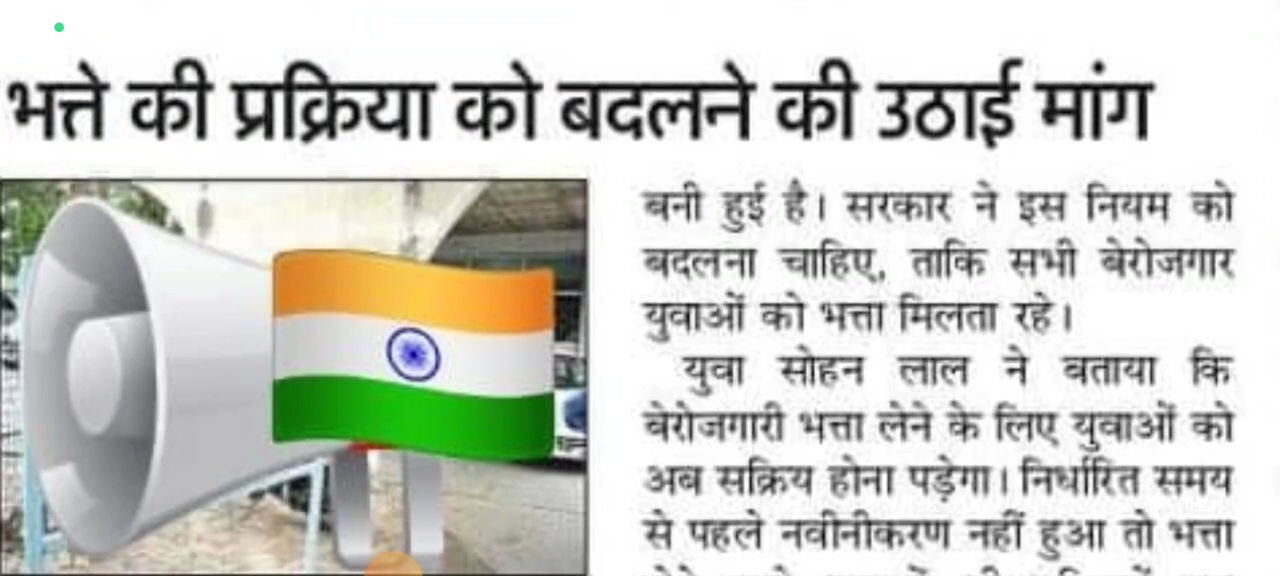 भत्ते की प्रक्रिया को बदलने की उठाई मांग
बनी हुई है। सरकार ने इस नियम को
बदलना चाहिए, ताकि सभी बेरोजगार
युवाओं को भत्ता मिलता रहे।
युवा सोहन लाल ने बताया कि
बेरोजगारी भत्ता लेने के लिए युवाओं को
अब सक्रिय होना पड़ेगा। निर्धारित समय
से पहले नवीनीकरण नहीं हुआ तो भत्ता